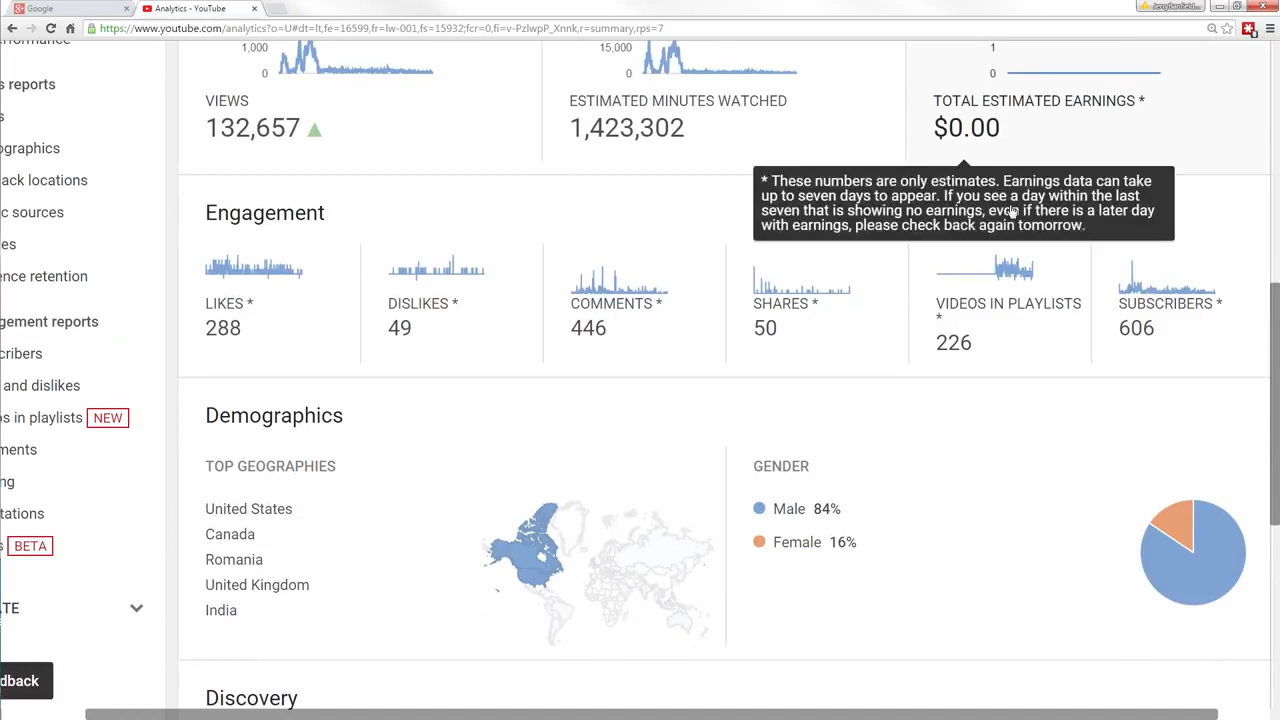 Google
Analytics - YouTube
https://www.youtube.com/analytics?o=U#dt=lt,fe=16599,fr=lw-001,fs=15932;fcr=0,fi=v-PzIwpP_Xnnk,r=summary,rps=7
s reports
s
ographics
ack locations
c sources
es
ence retention
gement reports
cribers
and dislikes
s in playlists NEW
ments
ng
tations
s BETA
TE
dback
1,000
0
VIEWS
132,657
15,000
0
ESTIMATED MINUTES WATCHED
1,423,302
1
0
TOTAL ESTIMATED EARNINGS *
$0.00
* These numbers are only estimates. Earnings data can take
up to seven days to appear. If you see a day within the last
seven that is showing no earnings, even if there is a later day
with earnings, please check back again tomorrow.
Engagement
LIKES *
288
DISLIKES *
49
COMMENTS *
446
SHARES *
50
VIDEOS IN PLAYLISTS
*
226
SUBSCRIBERS *
606
Demographics
TOP GEOGRAPHIES
United States
Canada
Romania
United Kingdom
India
GENDER
Male 84%
Female 16%
Discovery